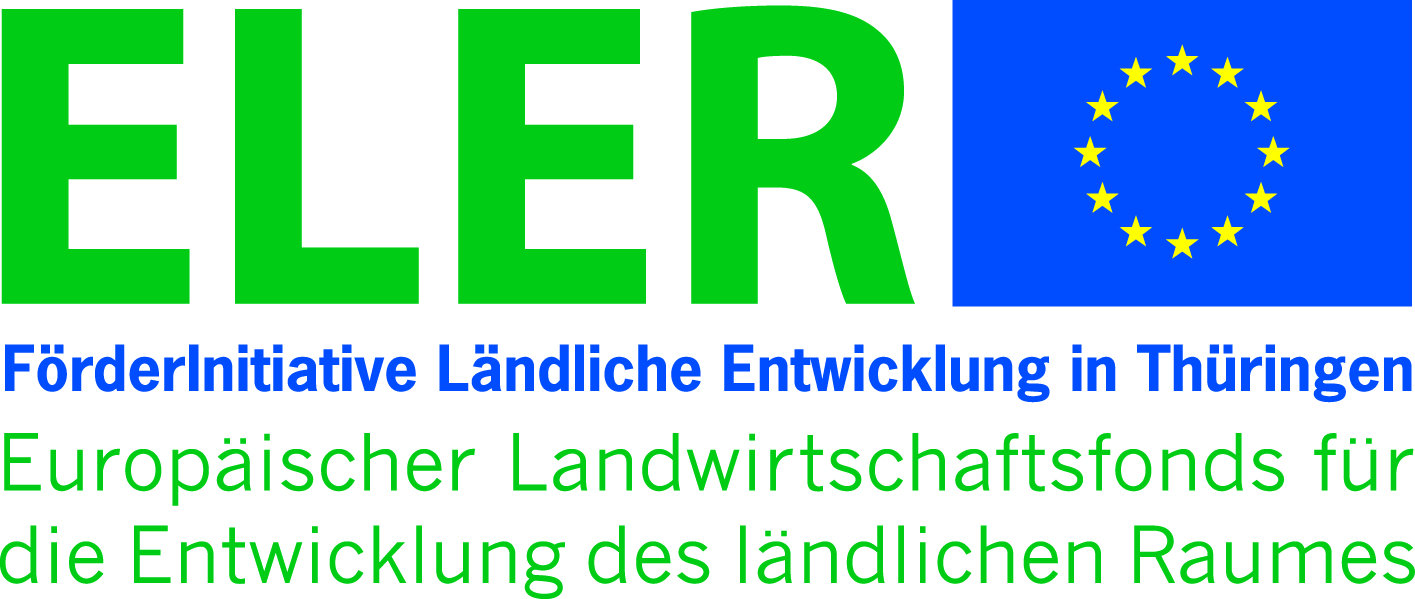 ELER
FörderInitiative Ländliche Entwicklung in Thüringen
Europäischer Landwirtschaftsfonds für
die Entwicklung des ländlichen Raumes